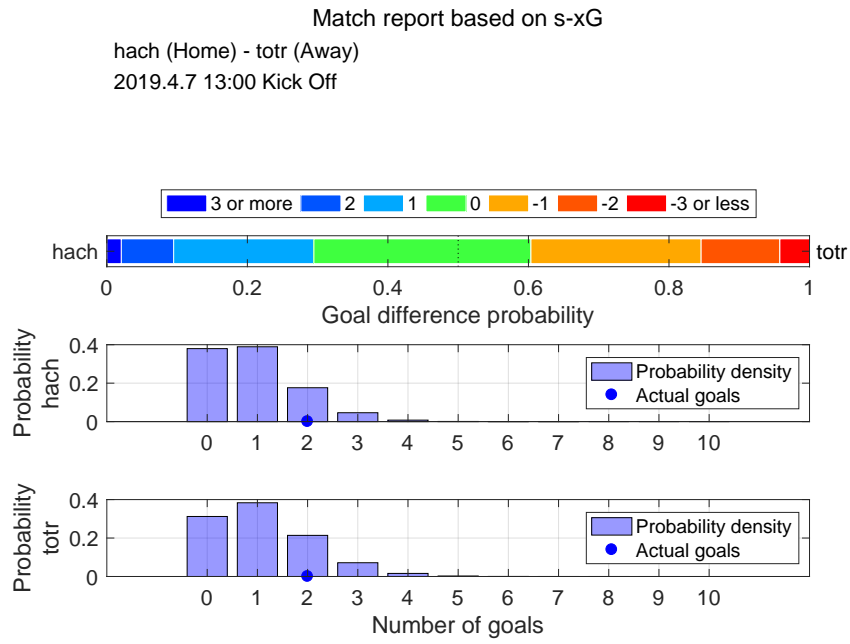 Match report based on s-xG
hach (Home) - totr (Away)
2019.4.7 13:00 Kick Off
3 or more 2 1 0 -1 -2 -3 or less
hach totr
0 0.2 0.4 0.6 0.8 1
Goal difference probability
Probability
hach
0.4
0.2
0
Probability density
Actual goals
0 1 2 3 4 5 6 7 8 9 10
Probability
totr
0.4
0.2
0
Probability density
Actual goals
0 1 2 3 4 5 6 7 8 9 10
Number of goals